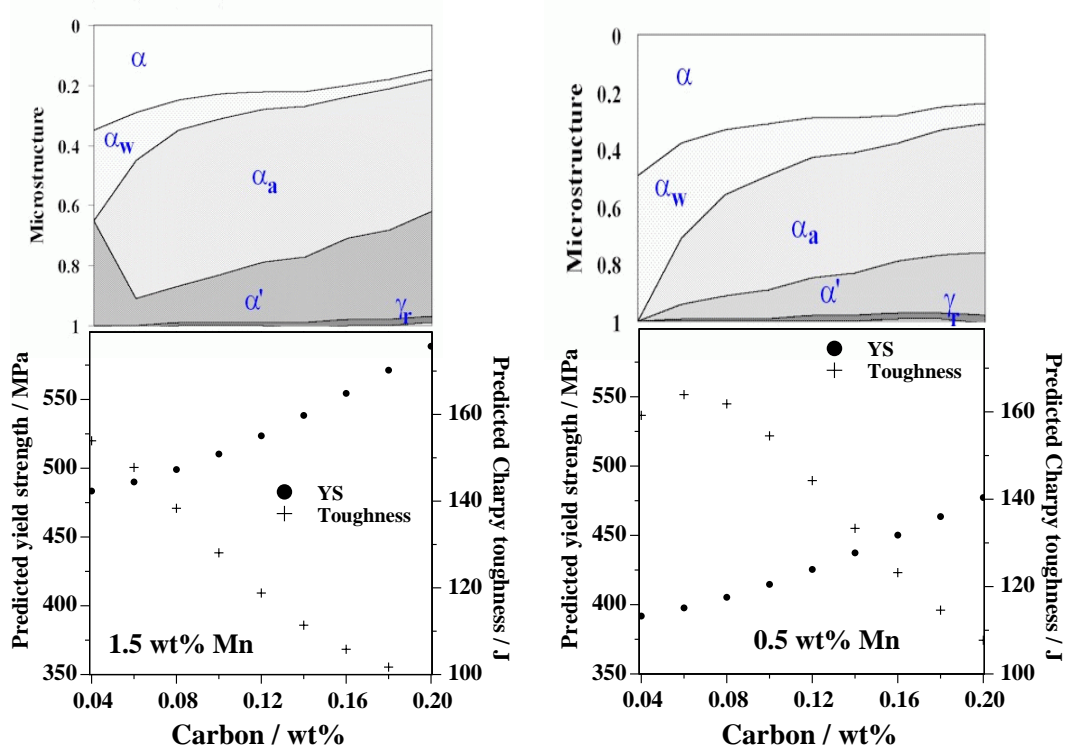 0
0.2
0.4
0.6
0.8
1
Microstructure
α
αw
αa
α'
γr
0
0.2
0.4
0.6
0.8
1
Microstructure
α
αw
αa
α'
γr
Predicted yield strength / MPa
550
500
450
400
350
YS
Toughness
1.5 wt% Mn
160
140
120
100
Predicted Charpy toughness / J
0.04 0.08 0.12 0.16 0.20
Carbon / wt%
Predicted yield strength / MPa
550
500
450
400
350
YS
Toughness
0.5 wt% Mn
160
140
120
100
Predicted Charpy toughness / J
0.04 0.08 0.12 0.16 0.20
Carbon / wt%